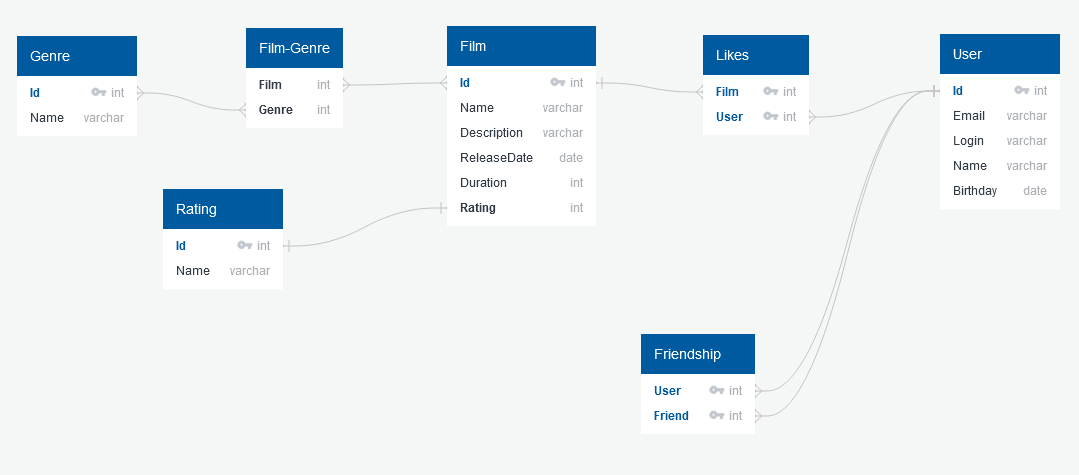 Genre
Id int
Name varchar
Film-Genre
Film int
Genre int
Film
Id int
Name varchar
Description varchar
ReleaseDate date
Duration int
Rating int
Likes
Film int
User int
User
Id int
Email varchar
Login varchar
Name varchar
Birthday date
Rating
Id int
Name varchar
Friendship
User int
Friend int